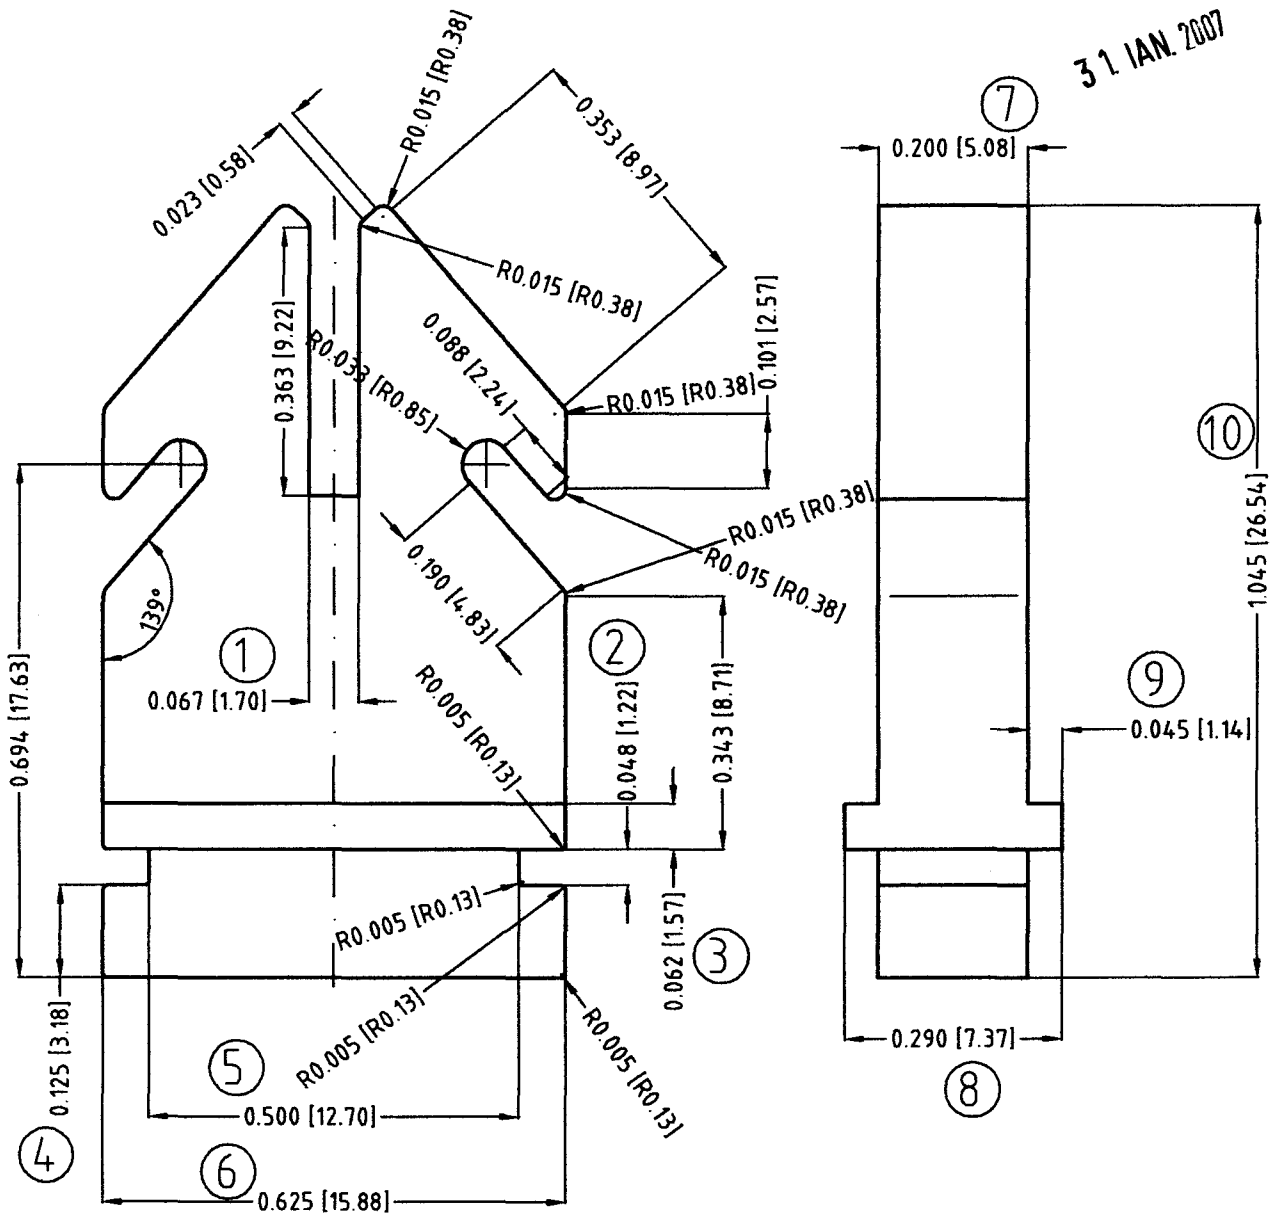 31. IAN. 2007
R0.015 [R0.38]
0.353 [8.97]
0.023 [0.58]
7
0.200 [5.08]
R0.015 [R0.38]
0.363 [9.22]
R0.033 [R0.85]
0.088 [2.24]
0.101 [2.57]
R0.015 [R0.38]
10
1.045 [26.54]
R0.015 [R0.38]
R0.015 [R0.38]
0.190 [4.83]
139°
1
0.067 [1.70]
2
0.048 [1.22]
0.343 [8.71]
9
0.045 [1.14]
0.694 [17.63]
R0.005 [R0.13]
R0.005 [R0.13]
3
0.062 [1.57]
R0.005 [R0.13]
R0.005 [R0.13]
0.125 [3.18]
4
5
0.500 [12.70]
6
0.625 [15.88]
0.290 [7.37]
8